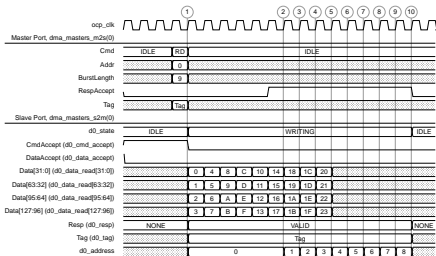 1 2 3 4 5 6 7 8 9 10
ocp_clk
Master Port, dma_masters_m2s(0)
Cmd IDLE RD IDLE
Addr 0
BurstLength 9
RespAccept
Tag Tag
Slave Port, dma_masters_s2m(0)
d0_state IDLE WRITING IDLE
CmdAccept (d0_cmd_accept)
DataAccept (d0_data_accept)
Data[31:0] (d0_data_read[31:0]) 0 4 8 C 10 14 18 1C 20
Data[63:32] (d0_data_read[63:32]) 1 5 9 D 11 15 19 1D 21
Data[95:64] (d0_data_read[95:64]) 2 6 A E 12 16 1A 1E 22
Data[127:96] (d0_data_read[127:96]) 3 7 B F 13 17 1B 1F 23
Resp (d0_resp) NONE VALID NONE
Tag (d0_tag) Tag
d0_address 0 1 2 3 4 5 6 7 8